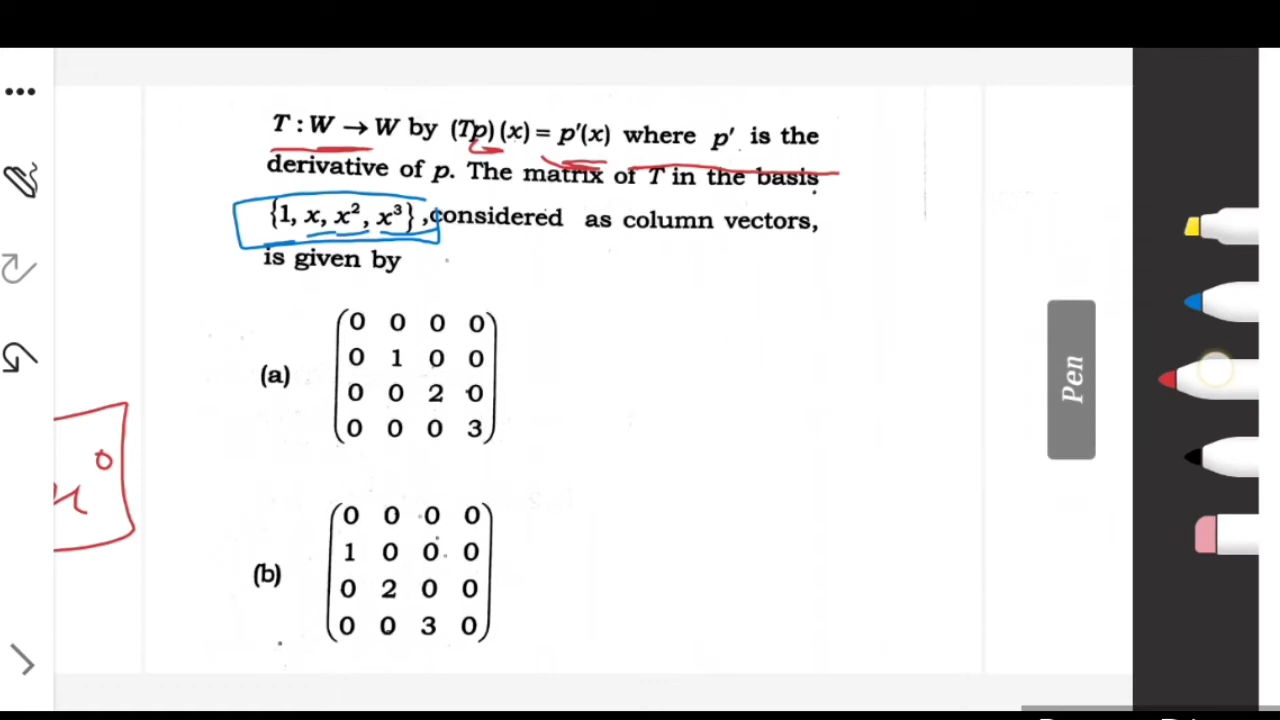 T : W → W by (Tp)(x) = p′(x) where p′ is the
derivative of p. The matrix of T in the basis
{1, x, x², x³}, considered as column vectors,
is given by
(a)
0 0 0 0
0 1 0 0
0 0 2 0
0 0 0 3
(b)
0 0 0 0
1 0 0 0
0 2 0 0
0 0 3 0
Pen